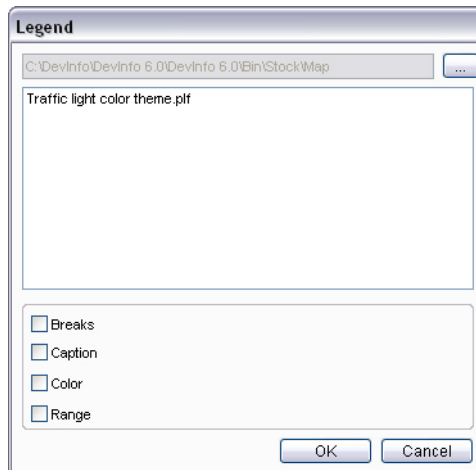 Legend
C:\DevInfo\DevInfo 6.0\DevInfo 6.0\Bin\Stock\Map
...
Traffic light color theme.plf
Breaks
Caption
Color
Range
OK
Cancel